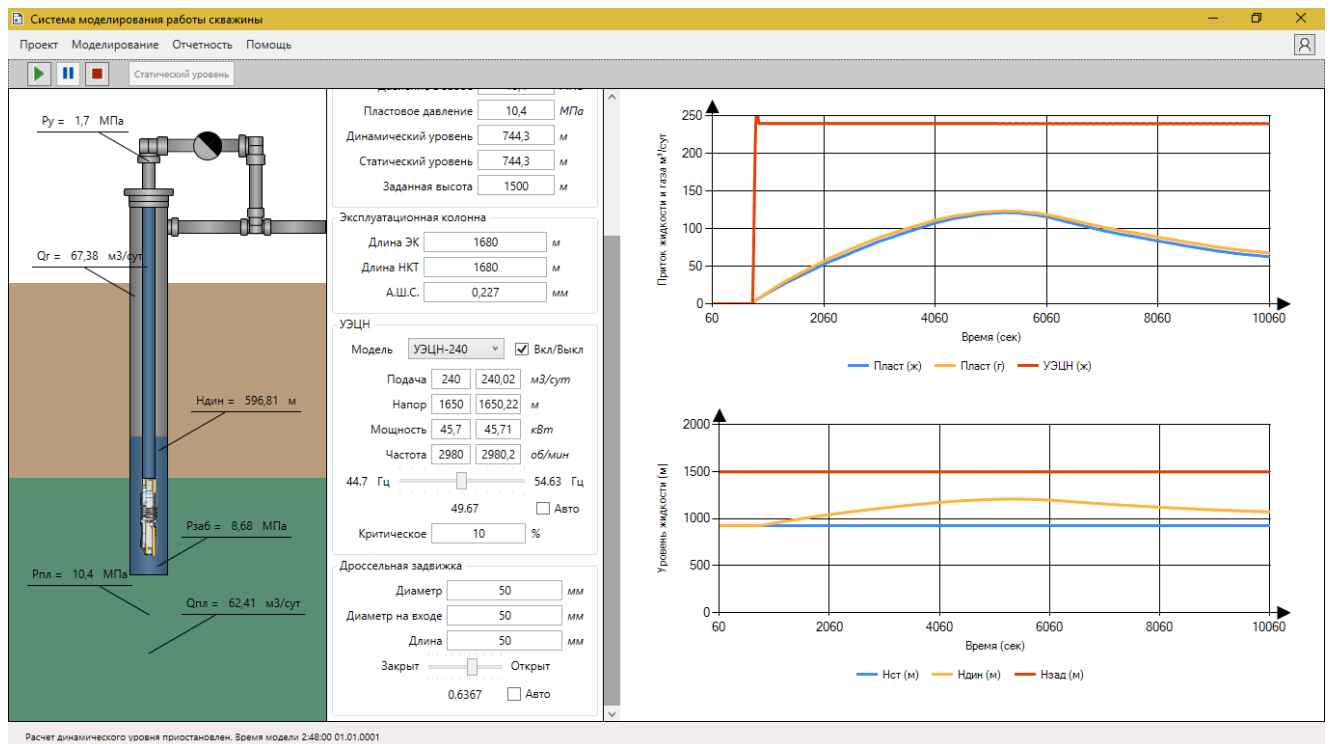 Система моделирования работы скважины
Проект Моделирование Отчетность Помощь
Статический уровень
Pу = 1,7 МПа
Qг = 67,38 м3/сут
Hдин = 596,81 м
Pзаб = 8,68 МПа
Pпл = 10,4 МПа
Qпл = 62,41 м3/сут
Пластовое давление 10,4 МПа
Динамический уровень 744,3 м
Статический уровень 744,3 м
Заданная высота 1500 м
Эксплуатационная колонна
Длина ЭК 1680 м
Длина НКТ 1680 м
А.Ш.С. 0,227 мм
УЭЦН
Модель УЭЦН-240 Вкл/Выкл
Подача 240 240,02 м3/сут
Напор 1650 1650,22 м
Мощность 45,7 45,71 кВт
Частота 2980 2980,2 об/мин
44.7 Гц 54.63 Гц
49.67 Авто
Критическое 10 %
Дроссельная задвижка
Диаметр 50 мм
Диаметр на входе 50 мм
Длина 50 мм
Закрыт Открыт
0.6367 Авто
Приток жидкости и газа м³/сут
250
200
150
100
50
0
60 2060 4060 6060 8060 10060
Время (сек)
Пласт (ж) Пласт (г) УЭЦН (ж)
Уровень жидкости (м)
2000
1500
1000
500
0
60 2060 4060 6060 8060 10060
Время (сек)
Нст (м) Ндин (м) Нзад (м)
Расчет динамического уровня приостановлен. Время модели 2:48:00 01.01.0001